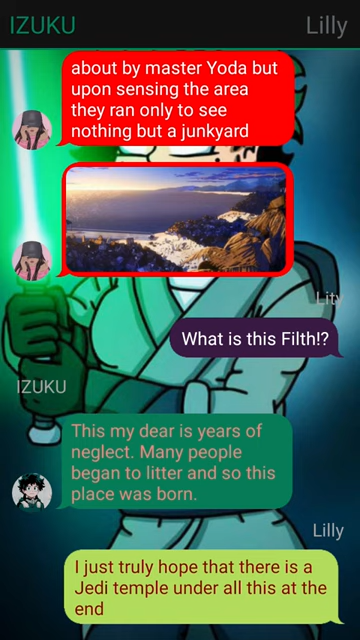 IZUKU Lilly
about by master Yoda but
upon sensing the area
they ran only to see
nothing but a junkyard
Lity
What is this Filth!?
IZUKU
This my dear is years of
neglect. Many people
began to litter and so this
place was born.
Lilly
I just truly hope that there is a
Jedi temple under all this at the
end